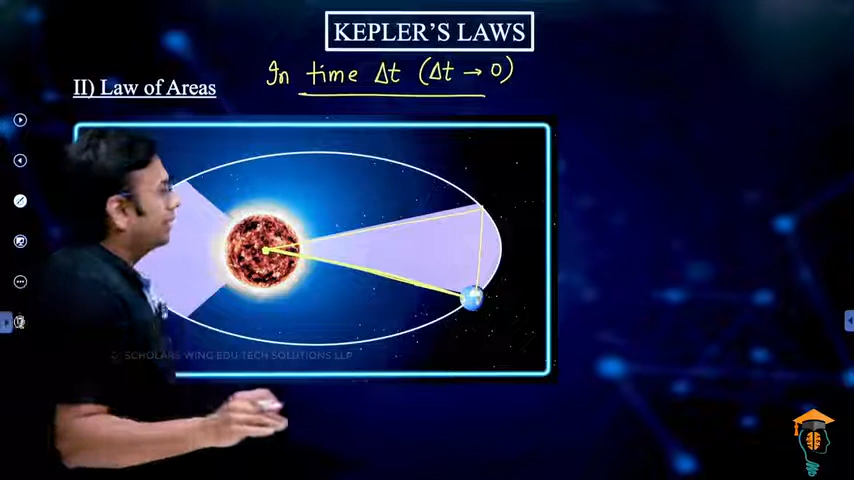 KEPLER'S LAWS
In time Δt (Δt → 0)
II) Law of Areas
SCHOLARS WING EDU TECH SOLUTIONS LLP